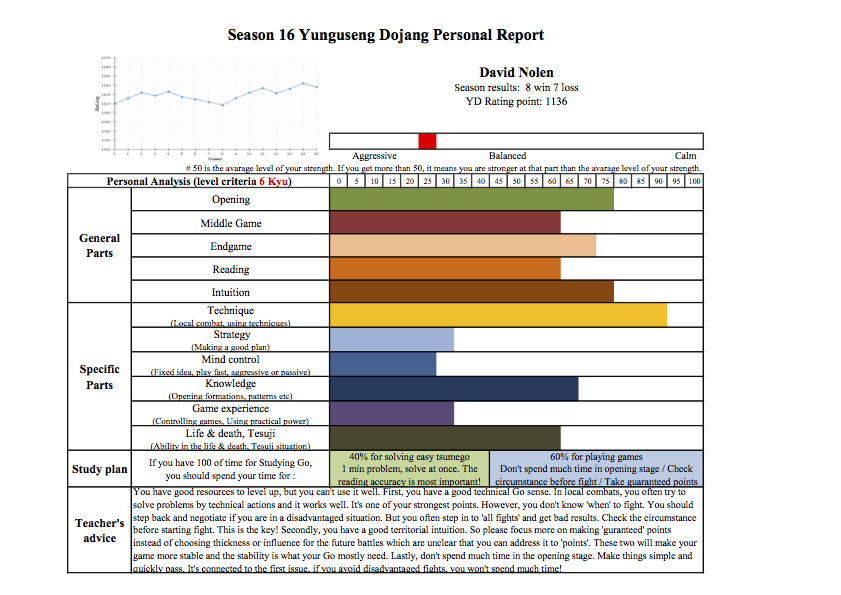 Season 16 Yunguseng Dojang Personal Report
David Nolen
Season results: 8 win 7 loss
YD Rating point: 1136
Rating
Games
Aggressive Balanced Calm
# 50 is the avarage level of your strength. If you get more than 50, it means you are stronger at that part than the avarage level of your strength.
Personal Analysis (level criteria 6 Kyu) 0 5 10 15 20 25 30 35 40 45 50 55 60 65 70 75 80 85 90 95 100
General Parts
Opening
Middle Game
Endgame
Reading
Intuition
Specific Parts
Technique
(Local combat, using techniques)
Strategy
(Making a good plan)
Mind control
(Fixed idea, play fast, aggressive or passive)
Knowledge
(Opening formations, patterns etc)
Game experience
(Controlling games, Using practical power)
Life & death, Tesuji
(Ability in the life & death, Tesuji situation)
Study plan
If you have 100 of time for Studying Go,
you should spend your time for :
40% for solving easy tsumego
1 min problem, solve at once. The
reading accuracy is most important!
60% for playing games
Don't spend much time in opening stage / Check
circumstance before fight / Take guaranteed points
Teacher's advice
You have good resources to level up, but you can't use it well. First, you have a good technical Go sense. In local combats, you often try to
solve problems by technical actions and it works well. It's one of your strongest points. However, you don't know 'when' to fight. You should
step back and negotiate if you are in a disadvantaged situation. But you often step in to 'all fights' and get bad results. Check the circumstance
before starting fight. This is the key! Secondly, you have a good territorial intuition. So please focus more on making 'guranteed' points
instead of choosing thickness or influence for the future battles which are unclear that you can address it to 'points'. These two will make your
game more stable and the stability is what your Go mostly need. Lastly, don't spend much time in the opening stage. Make things simple and
quickly pass. It's connected to the first issue, if you avoid disadvantaged fights, you won't spend much time!